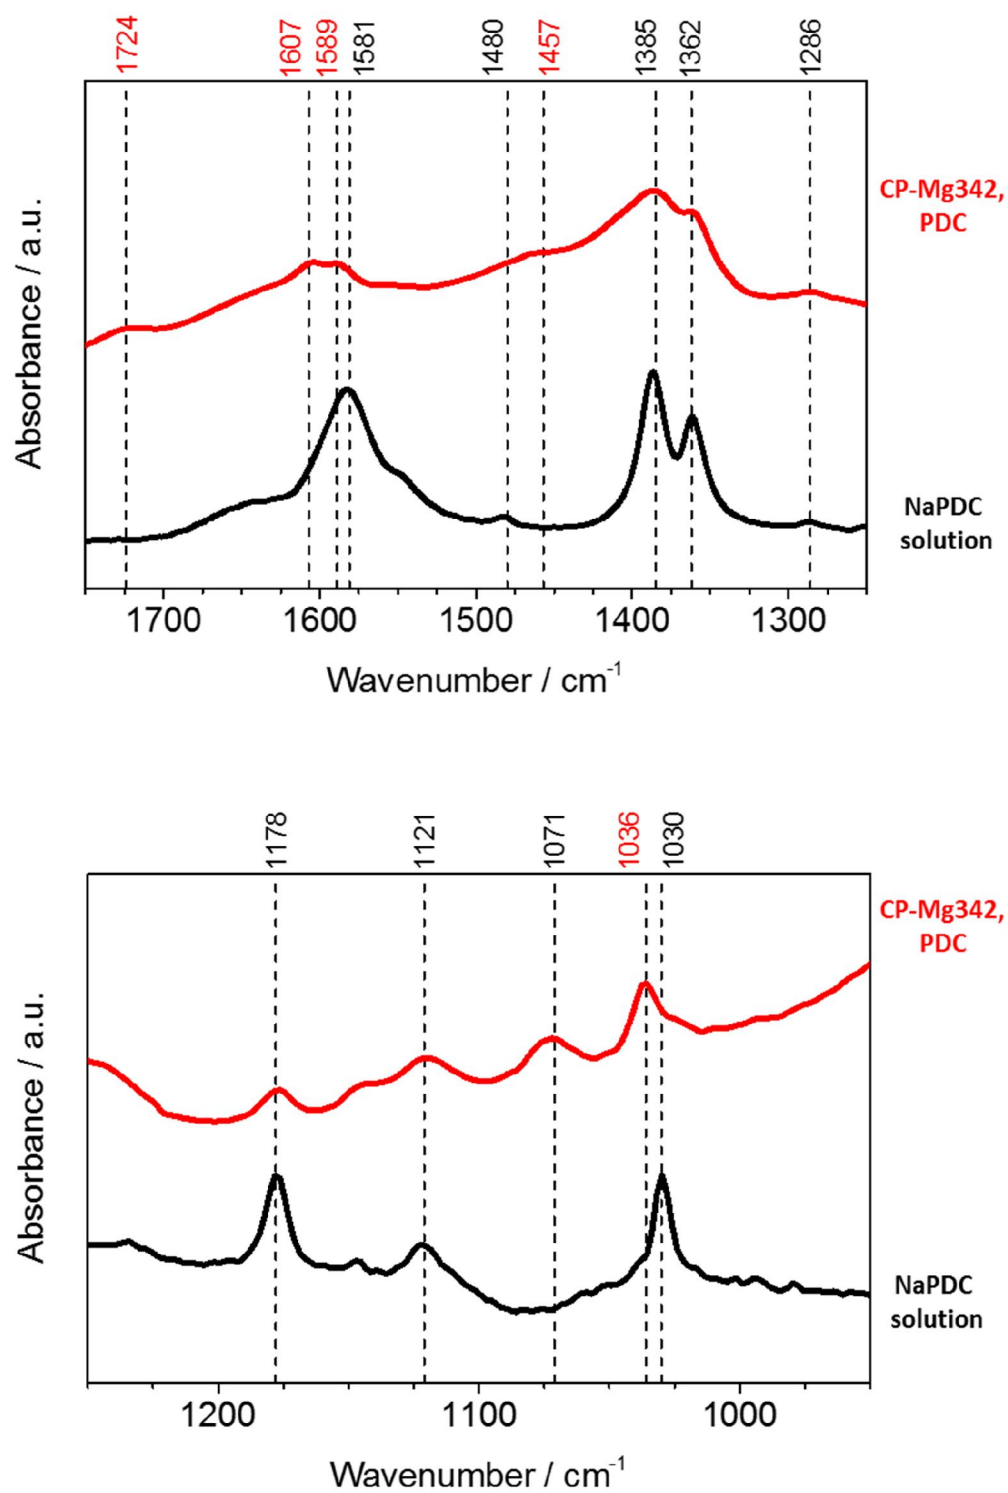 1724
1607
1589
1581
1480
1457
1385
1362
1286
Absorbance / a.u.
CP-Mg342,
PDC
NaPDC
solution
1700
1600
1500
1400
1300
Wavenumber / cm⁻¹
1178
1121
1071
1036
1030
Absorbance / a.u.
CP-Mg342,
PDC
NaPDC
solution
1200
1100
1000
Wavenumber / cm⁻¹